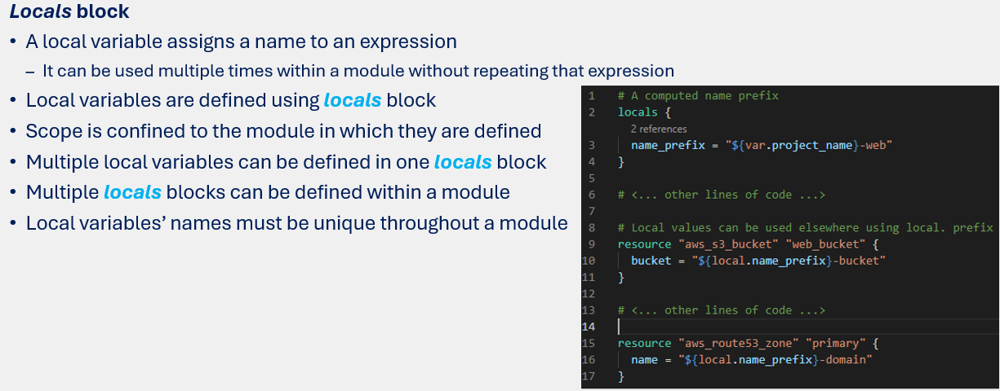 Locals block
• A local variable assigns a name to an expression
– It can be used multiple times within a module without repeating that expression
• Local variables are defined using locals block
• Scope is confined to the module in which they are defined
• Multiple local variables can be defined in one locals block
• Multiple locals blocks can be defined within a module
• Local variables’ names must be unique throughout a module
1 # A computed name prefix
2 locals {
2 references
3 name_prefix = "${var.project_name}-web"
4 }
5
6 # <... other lines of code ...>
7
8 # Local values can be used elsewhere using local. prefix
9 resource "aws_s3_bucket" "web_bucket" {
10 bucket = "${local.name_prefix}-bucket"
11 }
12
13 # <... other lines of code ...>
14
15 resource "aws_route53_zone" "primary" {
16 name = "${local.name_prefix}-domain"
17 }